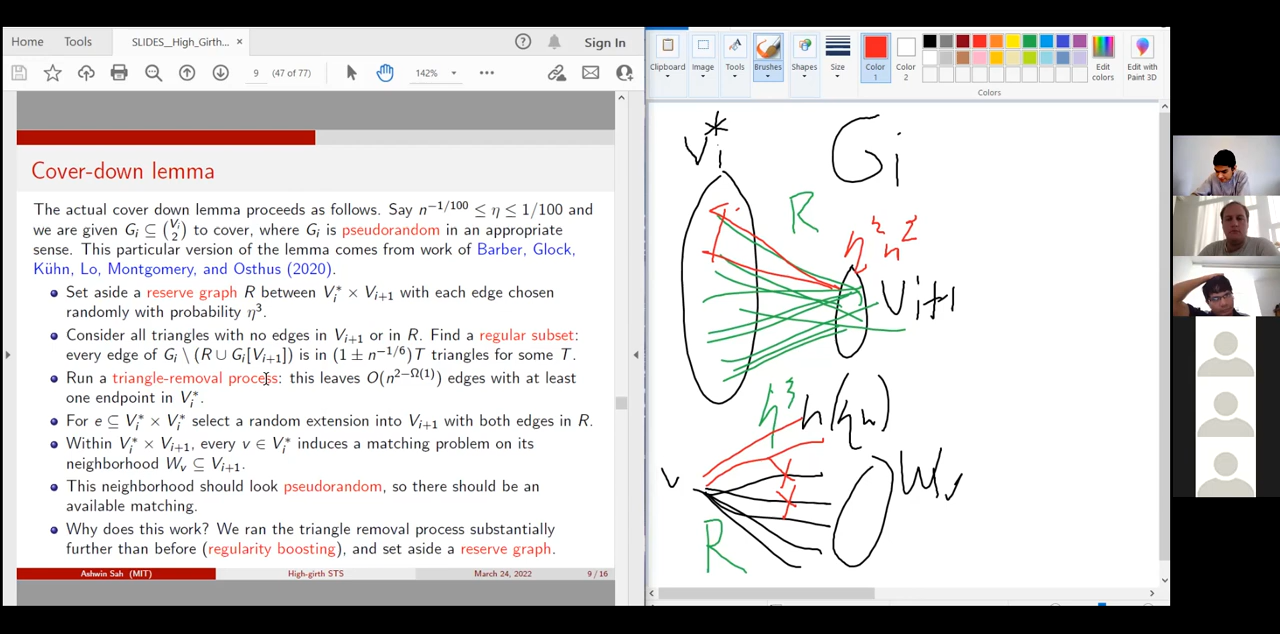 Home
Tools
SLIDES__High_Girth...
×
Sign In
9
(47 of 77)
142%
Cover-down lemma
The actual cover down lemma proceeds as follows. Say n^{-1/100} ≤ η ≤ 1/100 and
we are given G_i ⊆ (V_i 2) to cover, where G_i is pseudorandom in an appropriate
sense. This particular version of the lemma comes from work of Barber, Glock,
Kühn, Lo, Montgomery, and Osthus (2020).
Set aside a reserve graph R between V_i^* × V_{i+1} with each edge chosen
randomly with probability η^3.
Consider all triangles with no edges in V_{i+1} or in R. Find a regular subset:
every edge of G_i \ (R ∪ G_i[V_{i+1}]) is in (1 ± n^{-1/6})T triangles for some T.
Run a triangle-removal process: this leaves O(n^{2−Ω(1)}) edges with at least
one endpoint in V_i^*.
For e ⊆ V_i^* × V_i^* select a random extension into V_{i+1} with both edges in R.
Within V_i^* × V_{i+1}, every v ∈ V_i^* induces a matching problem on its
neighborhood W_v ⊆ V_{i+1}.
This neighborhood should look pseudorandom, so there should be an
available matching.
Why does this work? We ran the triangle removal process substantially
further than before (regularity boosting), and set aside a reserve graph.
Ashwin Sah (MIT)
High-girth STS
March 24, 2022
9 / 16
Clipboard
Image
Tools
Brushes
Shapes
Size
Color
1
Color
2
Edit
colors
Edit with
Paint 3D
Colors
V_i^*
G_i
R
η^2 n^2
V_{i+1}
η^3 n(ηn)
v
W_v
R